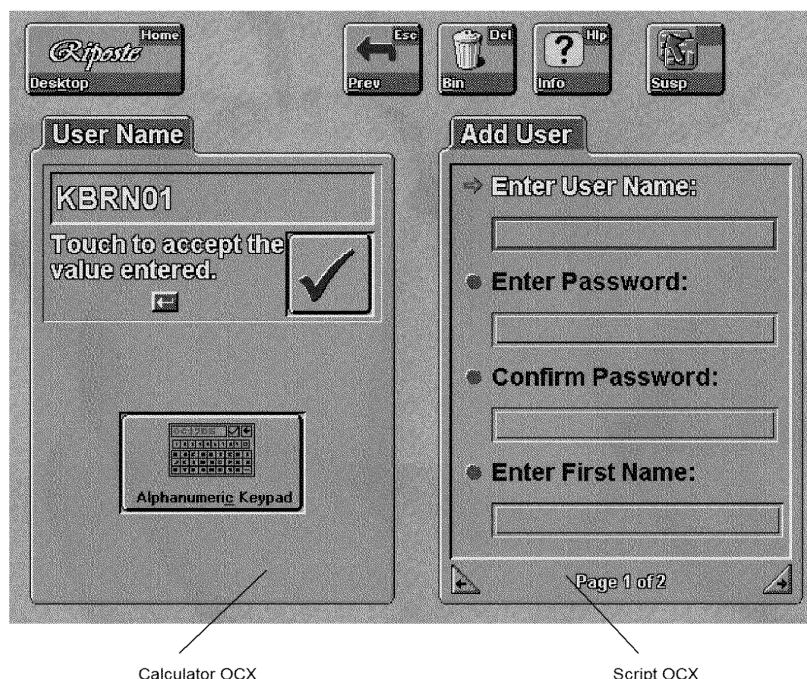 Riposte
Home
Desktop
Esc
Prev
Del
Bin
?
Hlp
Info
Susp
User Name
KBRN01
Touch to accept the
value entered.
Alphanumeric Keypad
Add User
Enter User Name:
Enter Password:
Confirm Password:
Enter First Name:
Page 1 of 2
Calculator OCX
Script OCX